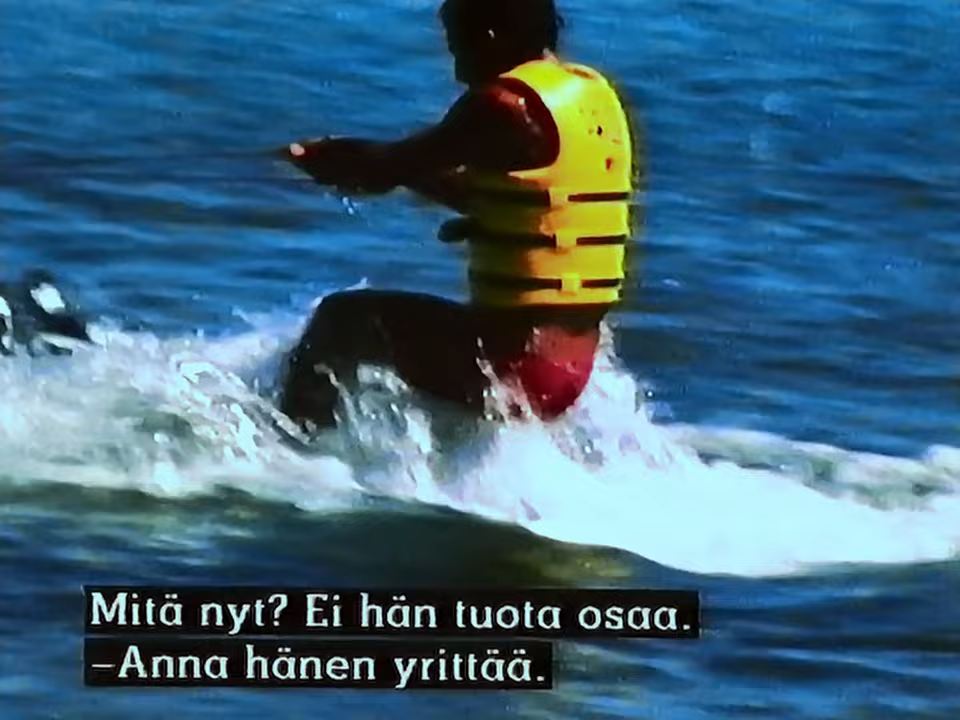 Mitä nyt? Ei hän tuota osaa.
–Anna hänen yrittää.